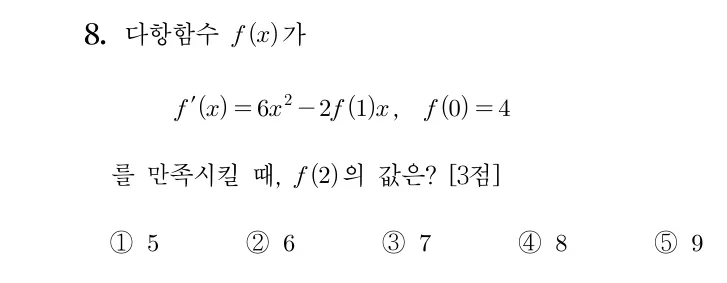 8. 다항함수 f(x)가
f′(x)=6x²−2f(1)x, f(0)=4
를 만족시킬 때, f(2)의 값은? [3점]
① 5 ② 6 ③ 7 ④ 8 ⑤ 9